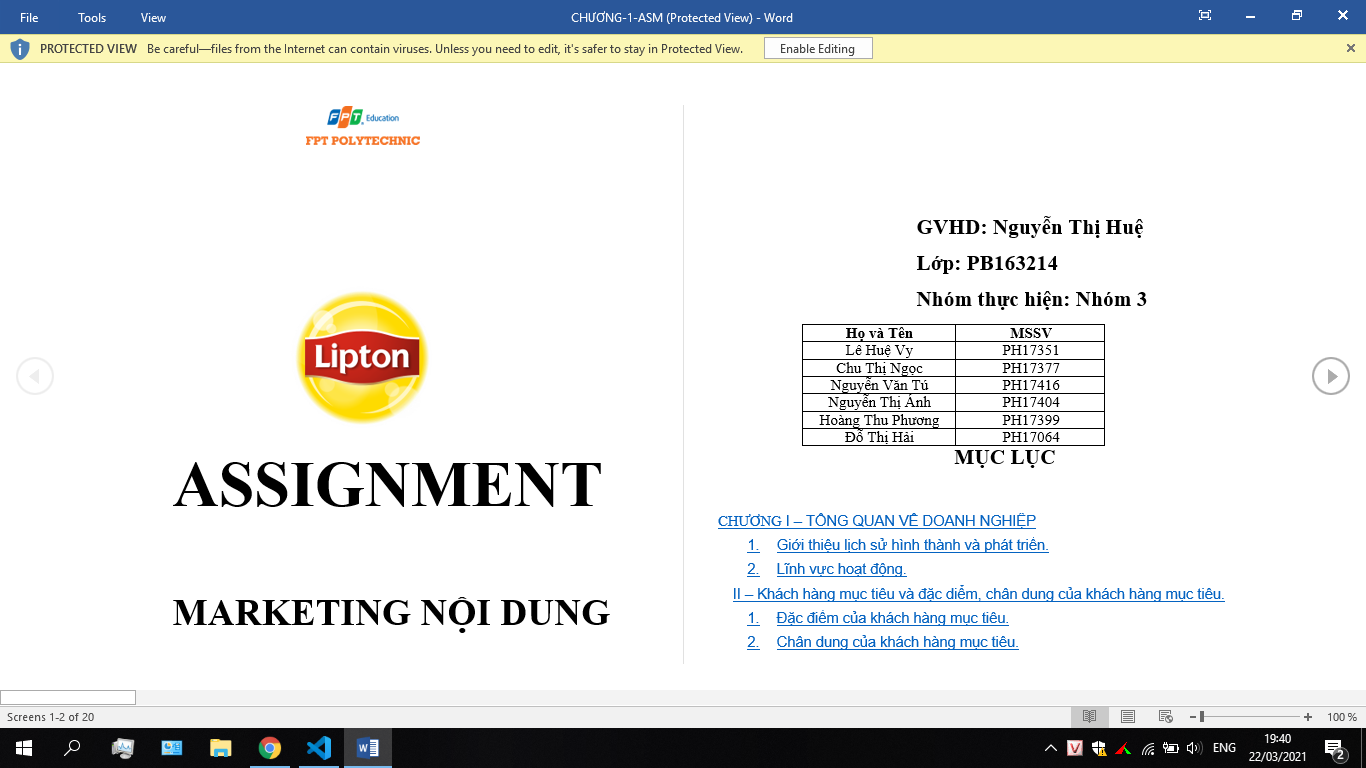 File Tools View CHƯƠNG-1-ASM (Protected View) - Word
PROTECTED VIEW Be careful—files from the Internet can contain viruses. Unless you need to edit, it's safer to stay in Protected View. Enable Editing
FPT Education
FPT POLYTECHNIC
Lipton
ASSIGNMENT
MARKETING NỘI DUNG
GVHD: Nguyễn Thị Huệ
Lớp: PB163214
Nhóm thực hiện: Nhóm 3
Họ và Tên MSSV
Lê Huệ Vy PH17351
Chu Thị Ngọc PH17377
Nguyễn Văn Tú PH17416
Nguyễn Thị Ánh PH17404
Hoàng Thu Phương PH17399
Đỗ Thị Hải PH17064
MỤC LỤC
CHƯƠNG I – TỔNG QUAN VỀ DOANH NGHIỆP
1. Giới thiệu lịch sử hình thành và phát triển.
2. Lĩnh vực hoạt động.
II – Khách hàng mục tiêu và đặc diểm, chân dung của khách hàng mục tiêu.
1. Đặc điểm của khách hàng mục tiêu.
2. Chân dung của khách hàng mục tiêu.
Screens 1-2 of 20 100 %
ENG 19:40
22/03/2021 2